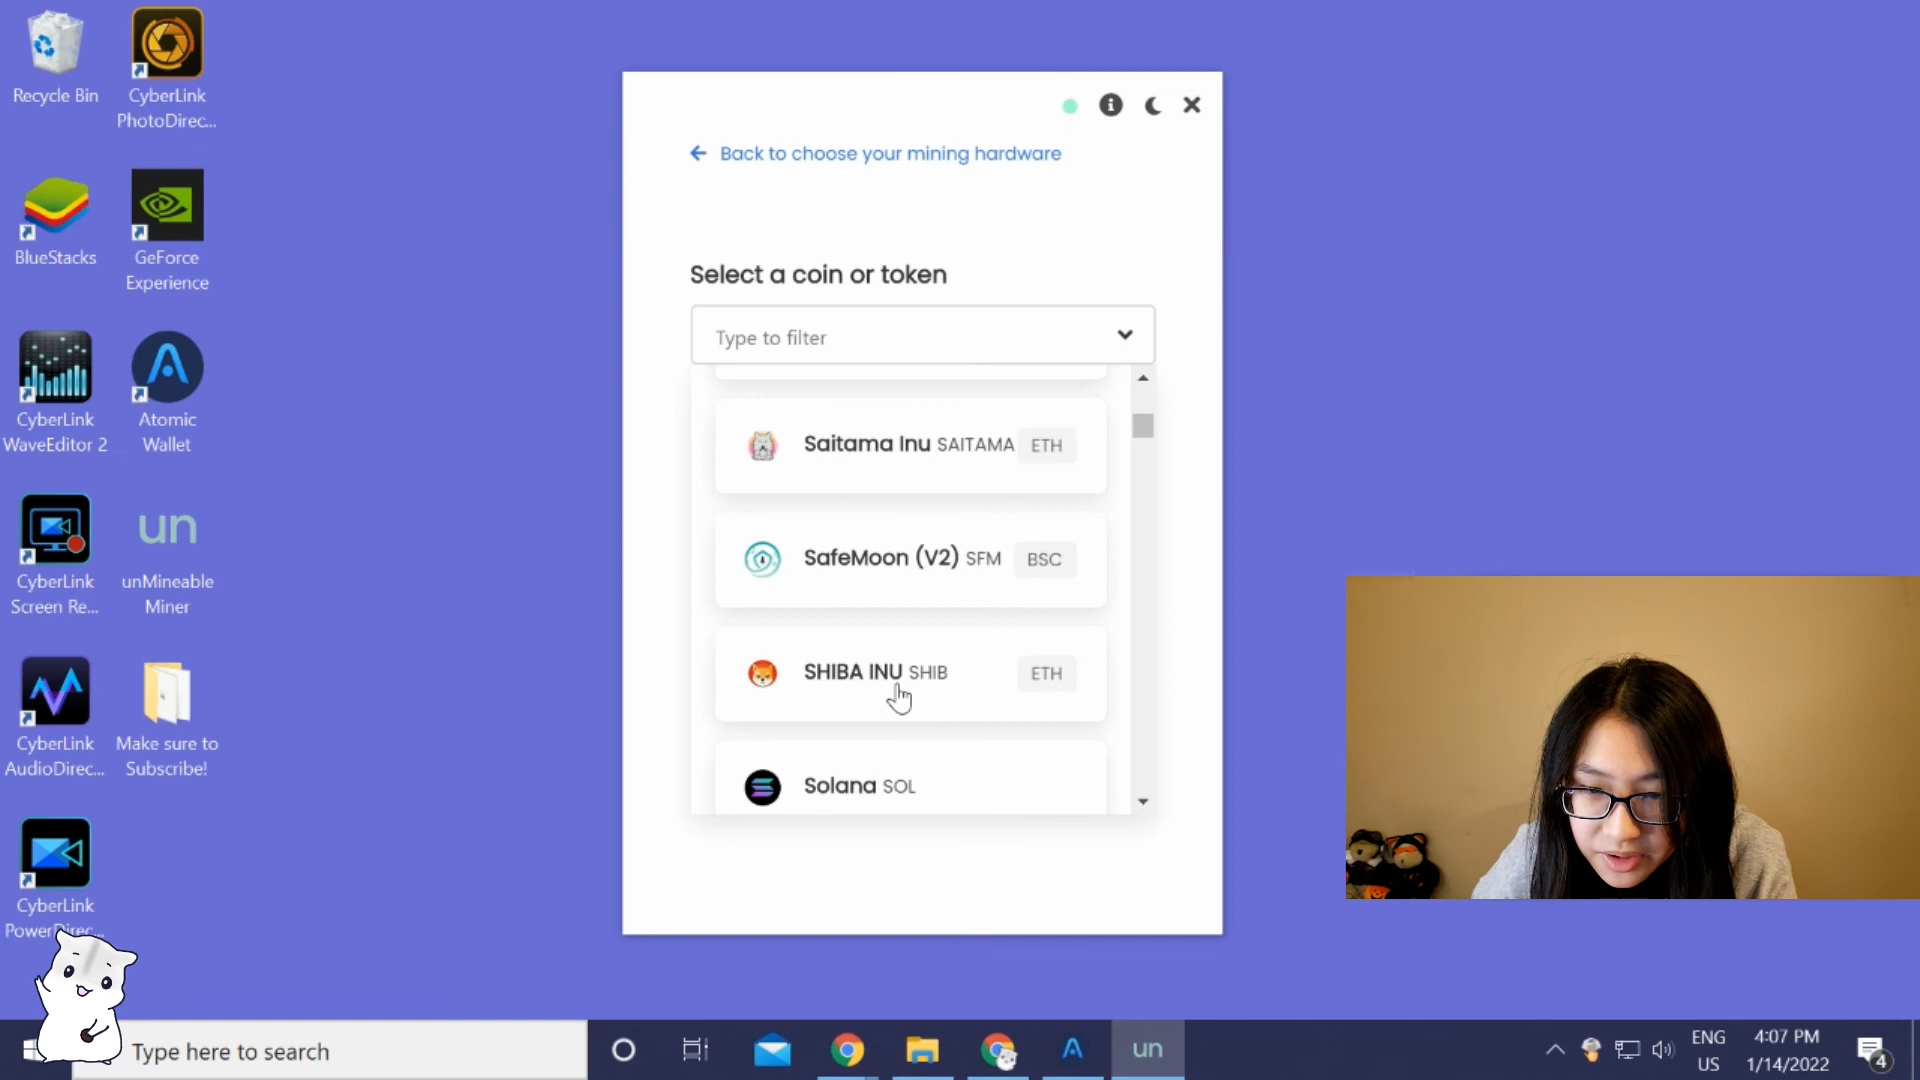 Recycle Bin
CyberLink
PhotoDirec...
BlueStacks
GeForce
Experience
CyberLink
WaveEditor 2
Atomic
Wallet
CyberLink
Screen Re...
un
unMineable
Miner
CyberLink
AudioDirec...
Make sure to
Subscribe!
CyberLink
PowerDirec...
Back to choose your mining hardware
Select a coin or token
Type to filter
Saitama Inu SAITAMA ETH
SafeMoon (V2) SFM BSC
SHIBA INU SHIB ETH
Solana SOL
Type here to search
un
ENG
US
4:07 PM
1/14/2022
4